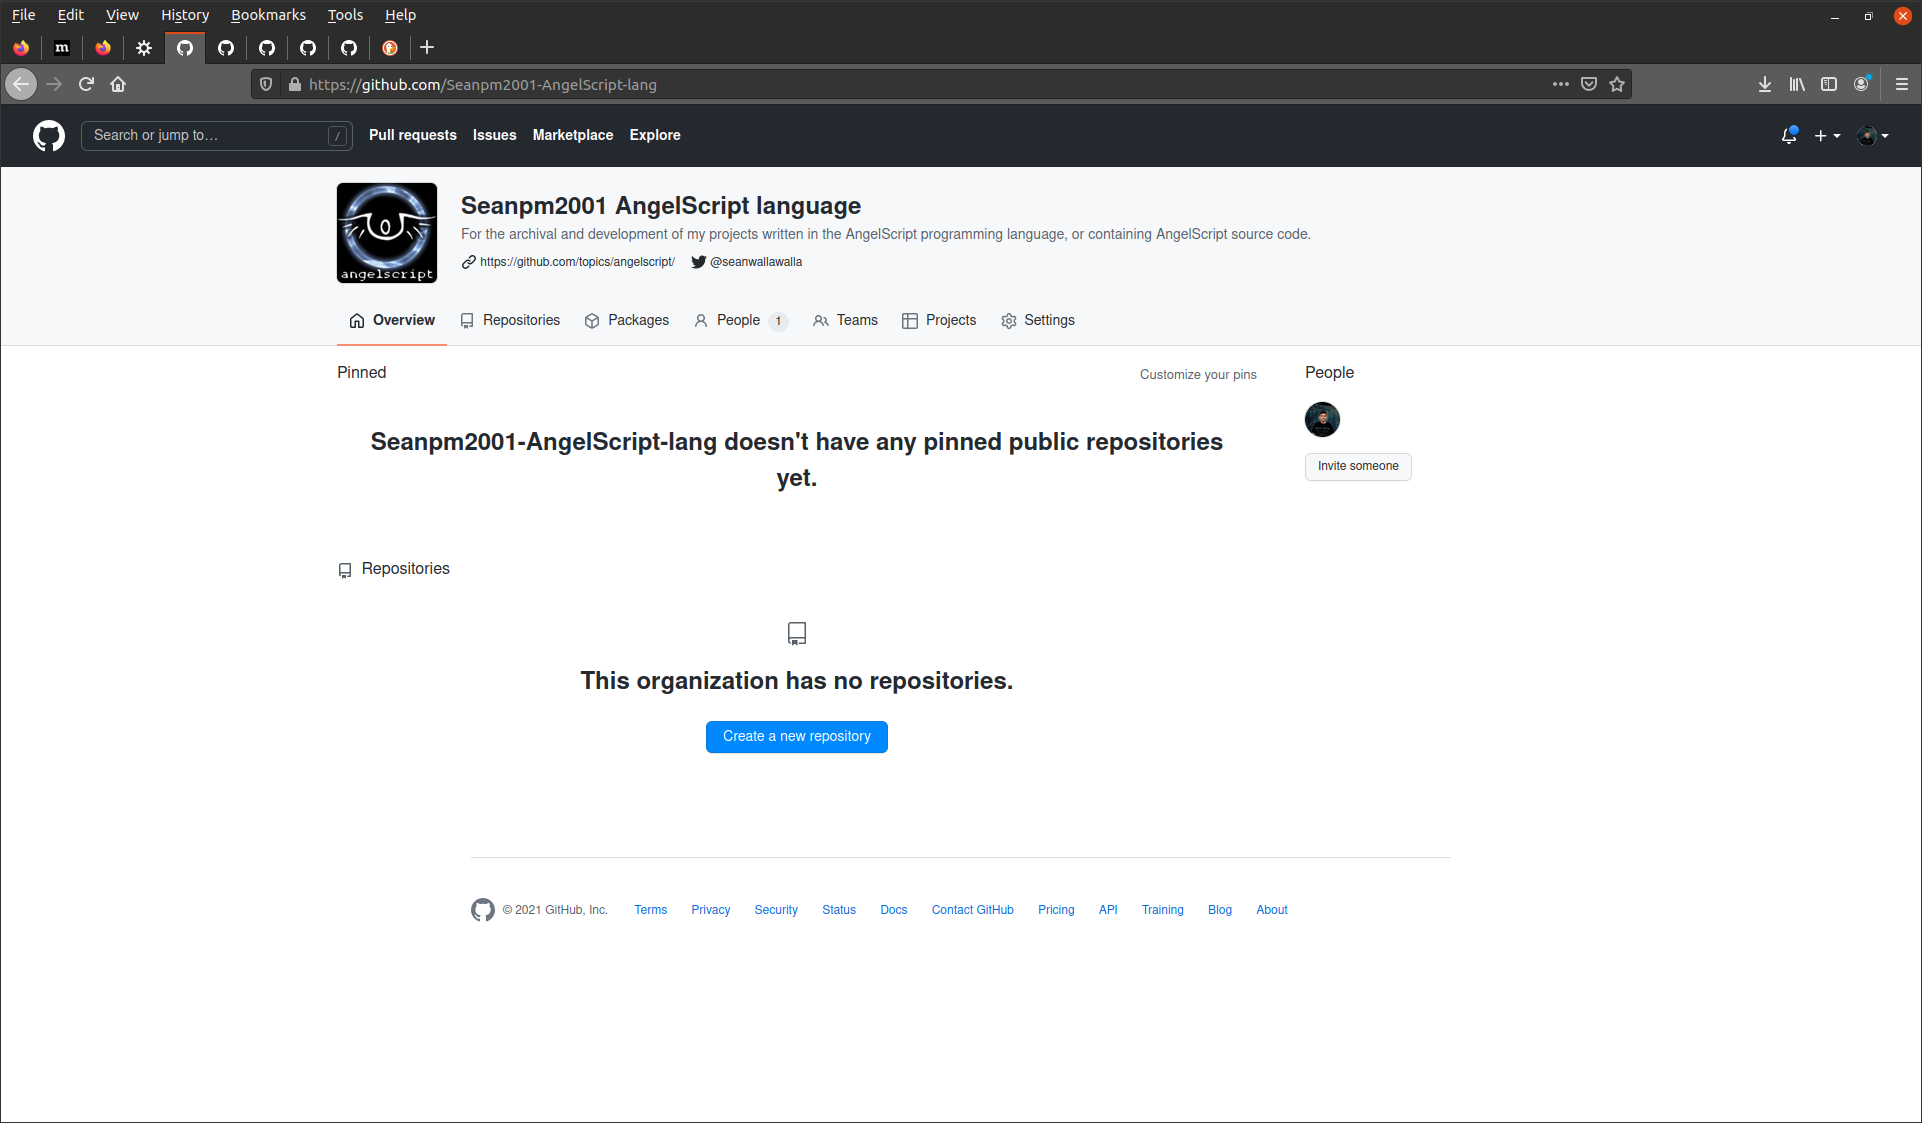 File Edit View History Bookmarks Tools Help
m
https://github.com/Seanpm2001-AngelScript-lang
Search or jump to… / Pull requests Issues Marketplace Explore
angelscript
Seanpm2001 AngelScript language
For the archival and development of my projects written in the AngelScript programming language, or containing AngelScript source code.
https://github.com/topics/angelscript/ @seanwallawalla
Overview Repositories Packages People 1 Teams Projects Settings
Pinned Customize your pins
Seanpm2001-AngelScript-lang doesn't have any pinned public repositories
yet.
People
Invite someone
Repositories
This organization has no repositories.
Create a new repository
© 2021 GitHub, Inc. Terms Privacy Security Status Docs Contact GitHub Pricing API Training Blog About